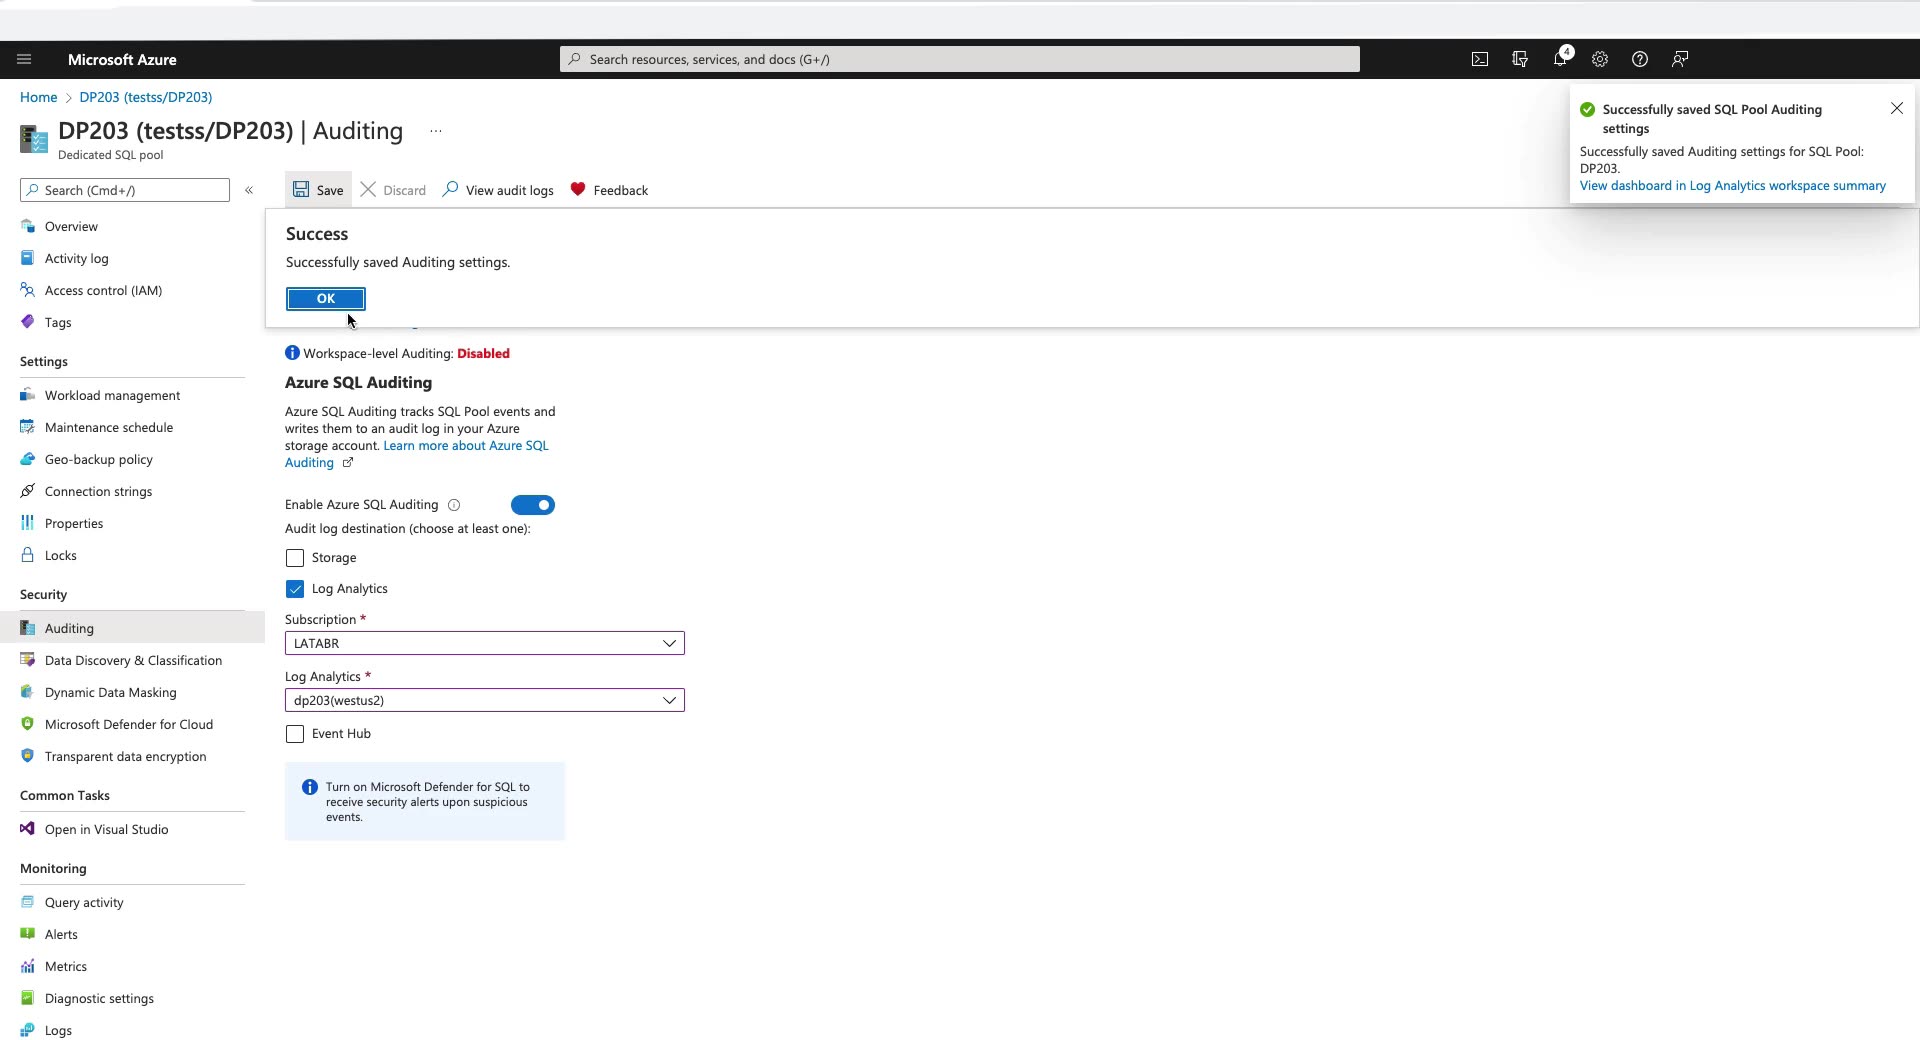 Microsoft Azure
Search resources, services, and docs (G+/)
4
Home > DP203 (testss/DP203)
DP203 (testss/DP203) | Auditing ...
Dedicated SQL pool
Successfully saved SQL Pool Auditing
settings
Successfully saved Auditing settings for SQL Pool:
DP203.
View dashboard in Log Analytics workspace summary
Search (Cmd+/)
«
Save
Discard
View audit logs
Feedback
Success
Successfully saved Auditing settings.
OK
Overview
Activity log
Access control (IAM)
Tags
Settings
Workload management
Maintenance schedule
Geo-backup policy
Connection strings
Properties
Locks
Security
Auditing
Data Discovery & Classification
Dynamic Data Masking
Microsoft Defender for Cloud
Transparent data encryption
Common Tasks
Open in Visual Studio
Monitoring
Query activity
Alerts
Metrics
Diagnostic settings
Logs
Workspace-level Auditing: Disabled
Azure SQL Auditing
Azure SQL Auditing tracks SQL Pool events and
writes them to an audit log in your Azure
storage account. Learn more about Azure SQL
Auditing
Enable Azure SQL Auditing
Audit log destination (choose at least one):
Storage
Log Analytics
Subscription *
LATABR
Log Analytics *
dp203(westus2)
Event Hub
Turn on Microsoft Defender for SQL to
receive security alerts upon suspicious
events.